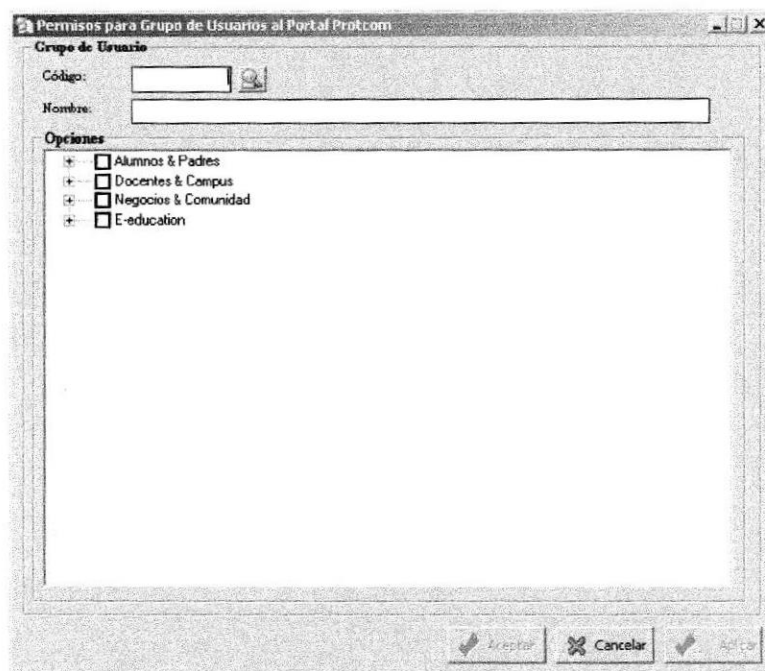 Permisos para Grupo de Usuarios al Portal Protcom
Grupo de Usuario
Código:
Nombre:
Opciones
Alumnos & Padres
Docentes & Campus
Negocios & Comunidad
E-education
Aceptar Cancelar Aplicar